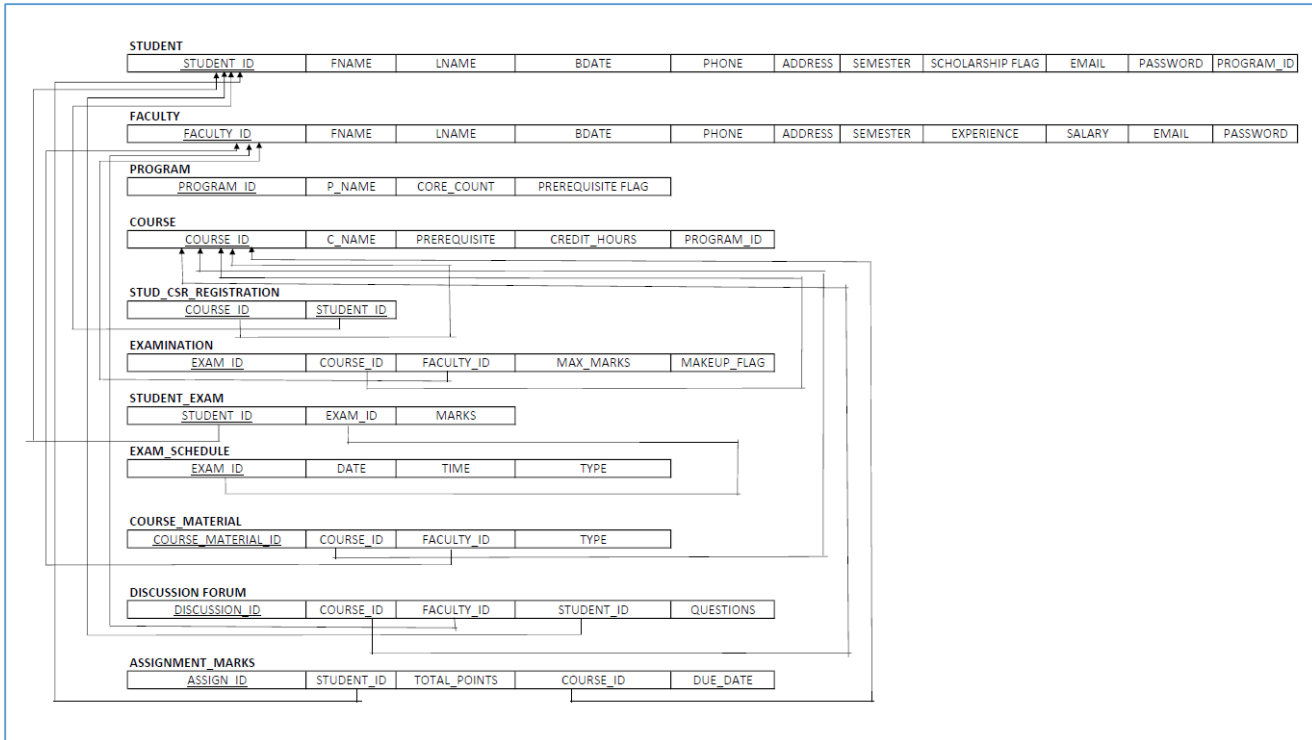 STUDENT
STUDENT_ID FNAME LNAME BDATE PHONE ADDRESS SEMESTER SCHOLARSHIP FLAG EMAIL PASSWORD PROGRAM_ID
FACULTY
FACULTY_ID FNAME LNAME BDATE PHONE ADDRESS SEMESTER EXPERIENCE SALARY EMAIL PASSWORD
PROGRAM
PROGRAM_ID P_NAME CORE_COUNT PREREQUISITE FLAG
COURSE
COURSE_ID C_NAME PREREQUISITE CREDIT_HOURS PROGRAM_ID
STUD_CSR_REGISTRATION
COURSE_ID STUDENT_ID
EXAMINATION
EXAM_ID COURSE_ID FACULTY_ID MAX_MARKS MAKEUP_FLAG
STUDENT_EXAM
STUDENT_ID EXAM_ID MARKS
EXAM_SCHEDULE
EXAM_ID DATE TIME TYPE
COURSE_MATERIAL
COURSE_MATERIAL_ID COURSE_ID FACULTY_ID TYPE
DISCUSSION FORUM
DISCUSSION_ID COURSE_ID FACULTY_ID STUDENT_ID QUESTIONS
ASSIGNMENT_MARKS
ASSIGN_ID STUDENT_ID TOTAL_POINTS COURSE_ID DUE_DATE